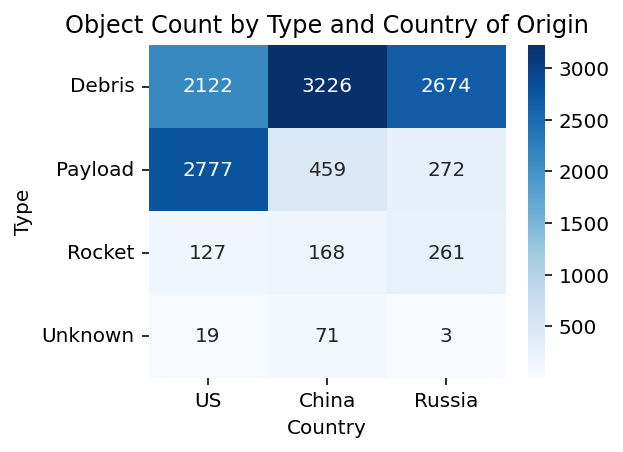 Object Count by Type and Country of Origin
Type
Debris 2122 3226 2674
Payload 2777 459 272
Rocket 127 168 261
Unknown 19 71 3
US China Russia
Country
3000
2500
2000
1500
1000
500